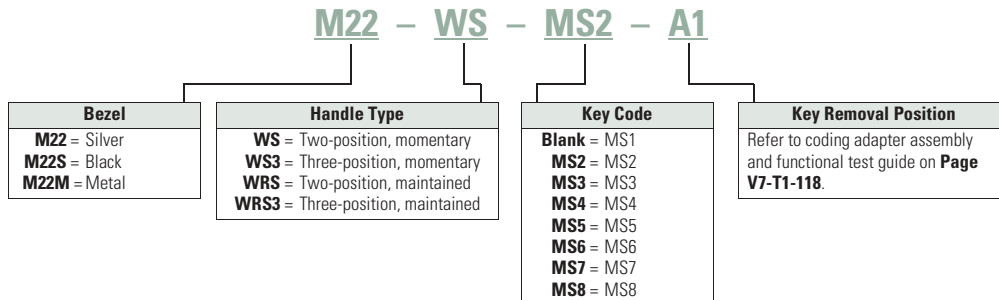 M22 – WS – MS2 – A1
Bezel
M22 = Silver
M22S = Black
M22M = Metal
Handle Type
WS = Two-position, momentary
WS3 = Three-position, momentary
WRS = Two-position, maintained
WRS3 = Three-position, maintained
Key Code
Blank = MS1
MS2 = MS2
MS3 = MS3
MS4 = MS4
MS5 = MS5
MS6 = MS6
MS7 = MS7
MS8 = MS8
Key Removal Position
Refer to coding adapter assembly
and functional test guide on Page
V7-T1-118.